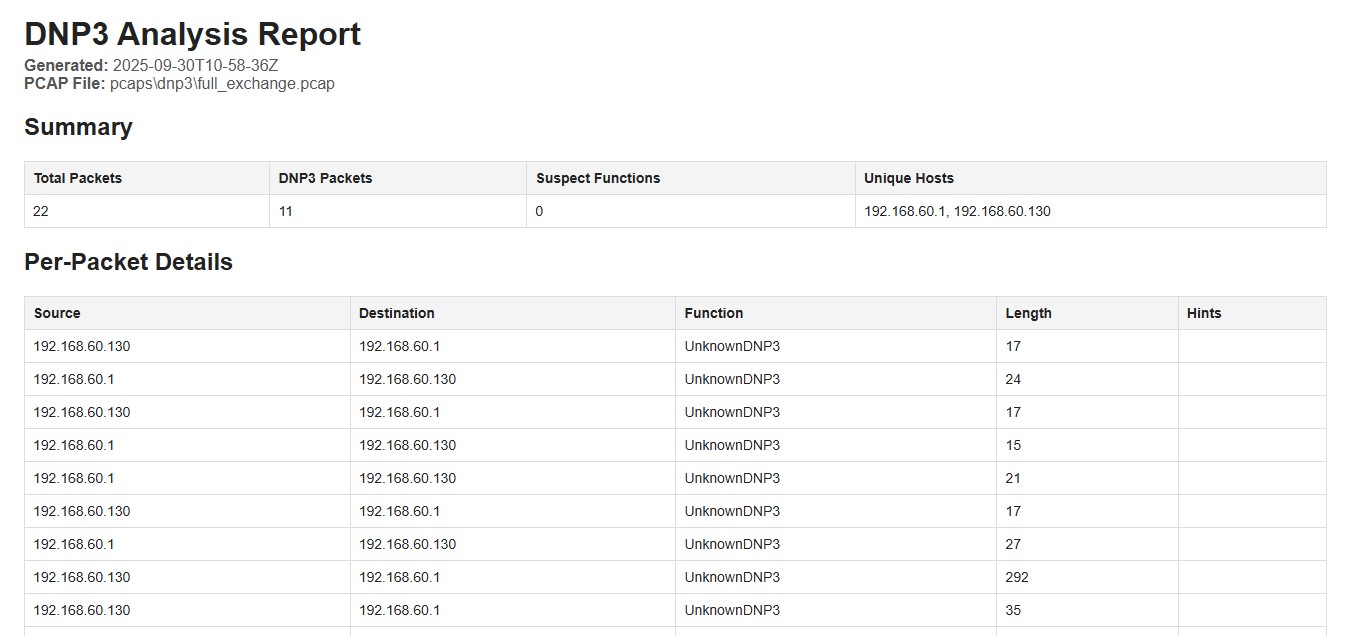 DNP3 Analysis Report
Generated: 2025-09-30T10-58-36Z
PCAP File: pcaps\dnp3\full_exchange.pcap
Summary
Total Packets DNP3 Packets Suspect Functions Unique Hosts
22 11 0 192.168.60.1, 192.168.60.130
Per-Packet Details
Source Destination Function Length Hints
192.168.60.130 192.168.60.1 UnknownDNP3 17
192.168.60.1 192.168.60.130 UnknownDNP3 24
192.168.60.130 192.168.60.1 UnknownDNP3 17
192.168.60.1 192.168.60.130 UnknownDNP3 15
192.168.60.1 192.168.60.130 UnknownDNP3 21
192.168.60.130 192.168.60.1 UnknownDNP3 17
192.168.60.1 192.168.60.130 UnknownDNP3 27
192.168.60.130 192.168.60.1 UnknownDNP3 292
192.168.60.130 192.168.60.1 UnknownDNP3 35